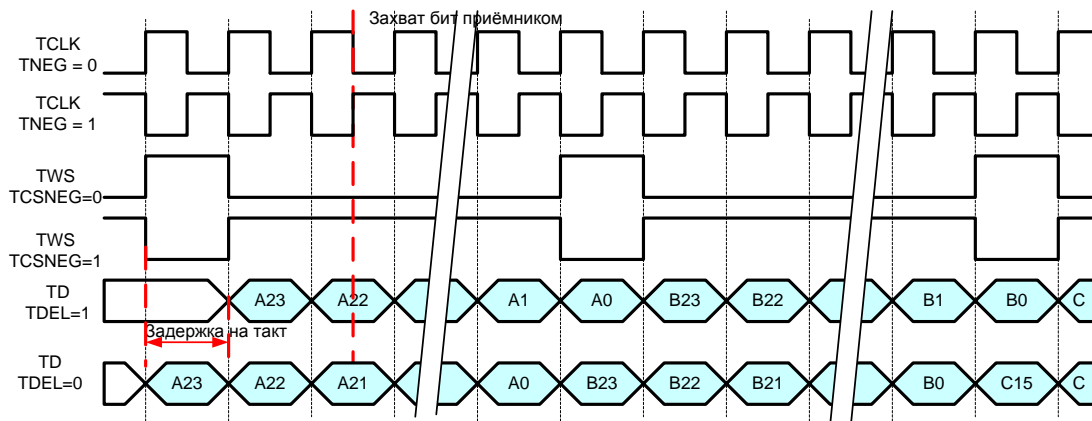 Захват бит приёмником
TCLK
TNEG = 0
TCLK
TNEG = 1
TWS
TCSNEG=0
TWS
TCSNEG=1
TD
TDEL=1
A23 A22 A1 A0 B23 B22 B1 B0 C
Задержка на такт
TD
TDEL=0
A23 A22 A21 A0 B23 B22 B21 B0 C15 C